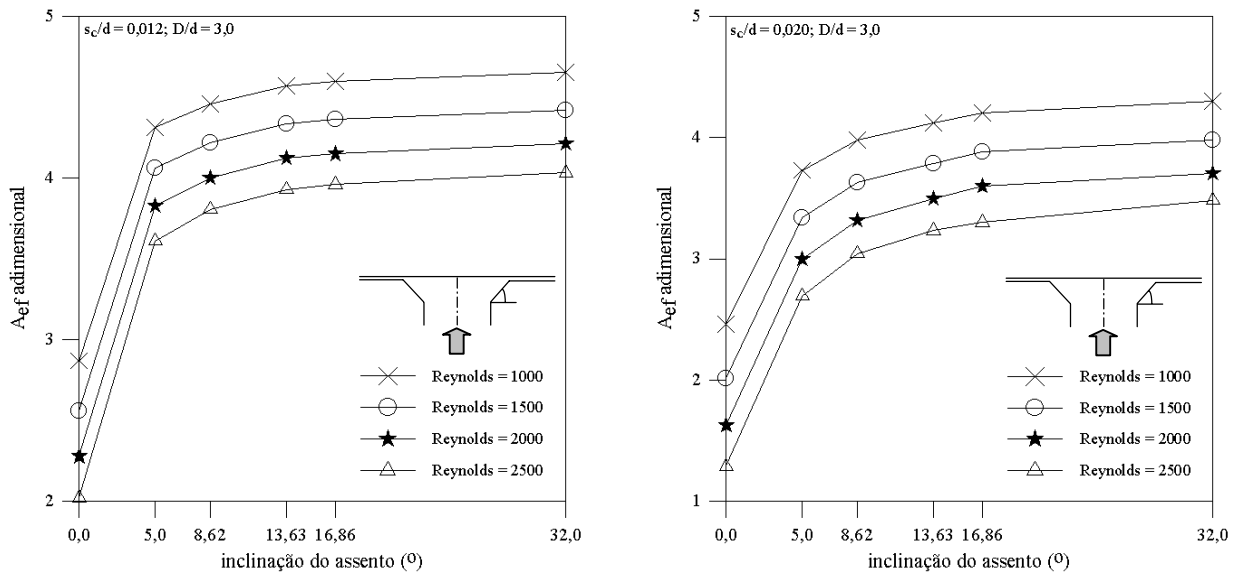 5
s_c/d = 0,012; D/d = 3,0
4
3
2
A_ef adimensional
Reynolds = 1000
Reynolds = 1500
Reynolds = 2000
Reynolds = 2500
0,0 5,0 8,62 13,63 16,86 32,0
inclinação do assento (º)
5
s_c/d = 0,020; D/d = 3,0
4
3
2
1
A_ef adimensional
Reynolds = 1000
Reynolds = 1500
Reynolds = 2000
Reynolds = 2500
0,0 5,0 8,62 13,63 16,86 32,0
inclinação do assento (º)